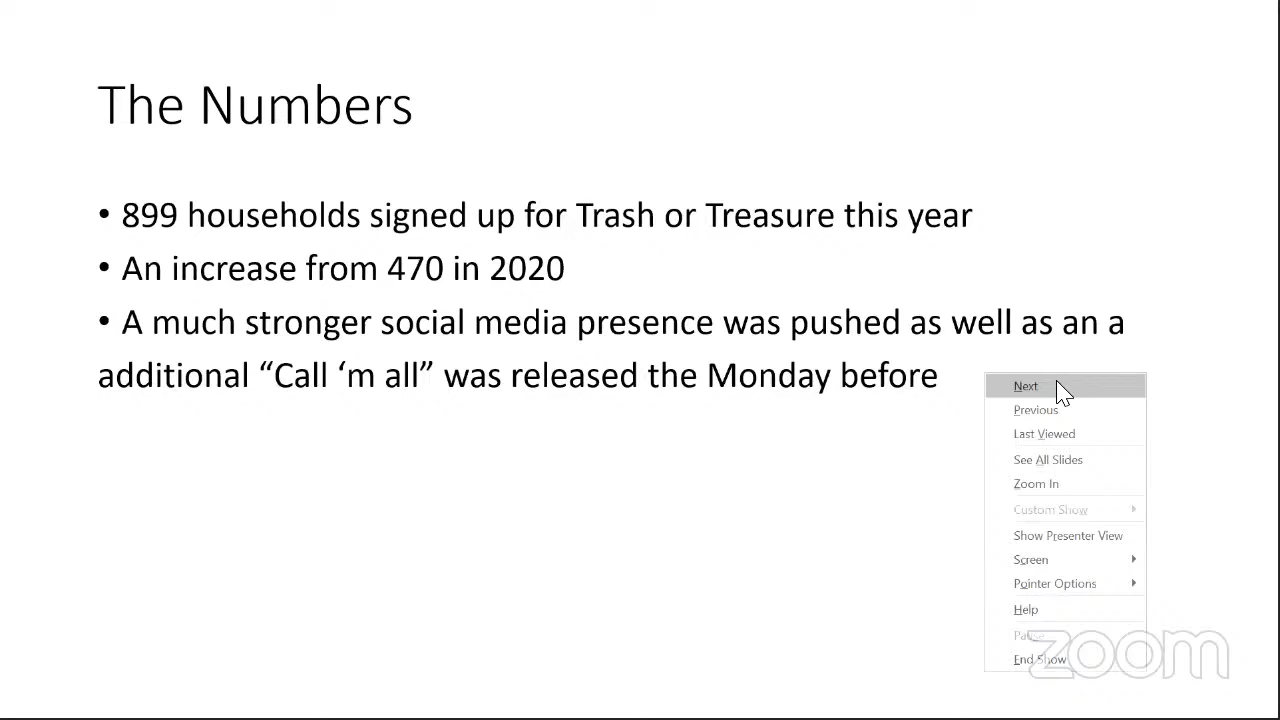 The Numbers
• 899 households signed up for Trash or Treasure this year
• An increase from 470 in 2020
• A much stronger social media presence was pushed as well as an a
additional “Call ‘m all” was released the Monday before
Next
Previous
Last Viewed
See All Slides
Zoom In
Custom Show
Show Presenter View
Screen
Pointer Options
Help
Pause
End Show
zoom